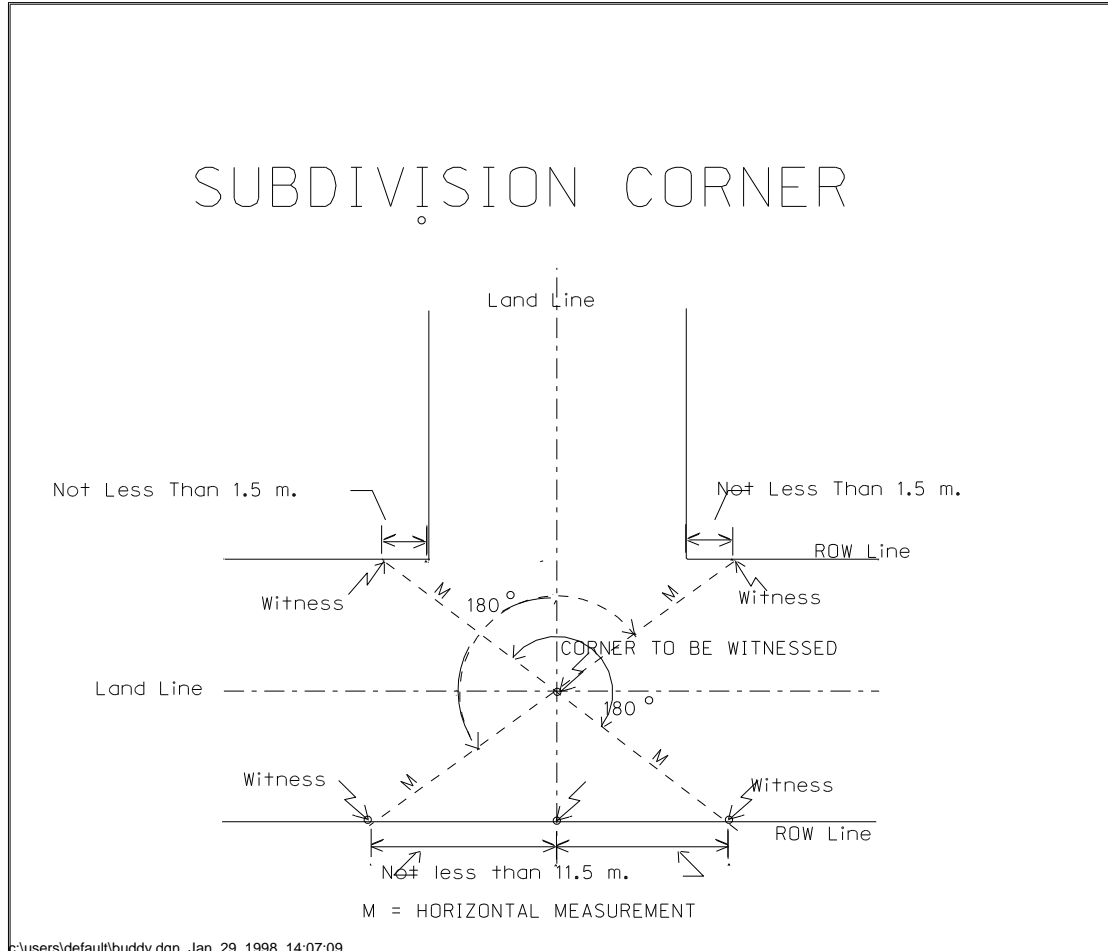 SUBDIVISION CORNER
Land Line
Not Less Than 1.5 m.
Not Less Than 1.5 m.
ROW Line
Witness
M
180°
M
Witness
CORNER TO BE WITNESSED
Land Line
180°
Witness
M
M
Witness
ROW Line
Not less than 11.5 m.
M = HORIZONTAL MEASUREMENT
c:\users\default\buddy.dgn Jan. 29, 1998 14:07:09